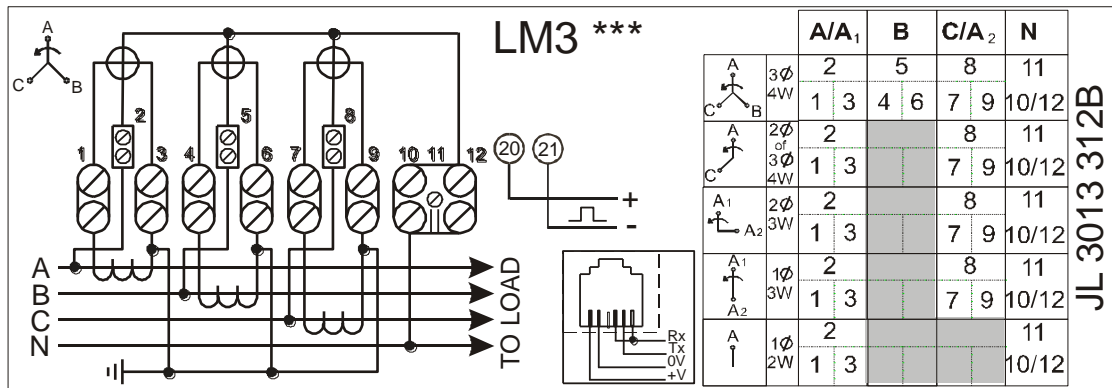 LM3 ***
A
C B
2 5 8
1 3 4 6 7 9 10 11 12
20 21
+
-
A
B
C
N
TO LOAD
Rx
Tx
0V
+V
A/A₁ B C/A₂ N
A
C B
3Ø
4W
2 5 8 11
1 3 4 6 7 9 10/12
A
C
2Ø
of
3Ø
4W
2 8 11
1 3 7 9 10/12
A1
A2
2Ø
3W
2 8 11
1 3 7 9 10/12
A1
A2
1Ø
3W
2 8 11
1 3 7 9 10/12
A
1Ø
2W
2 11
1 3 10/12
JL 3013 312B